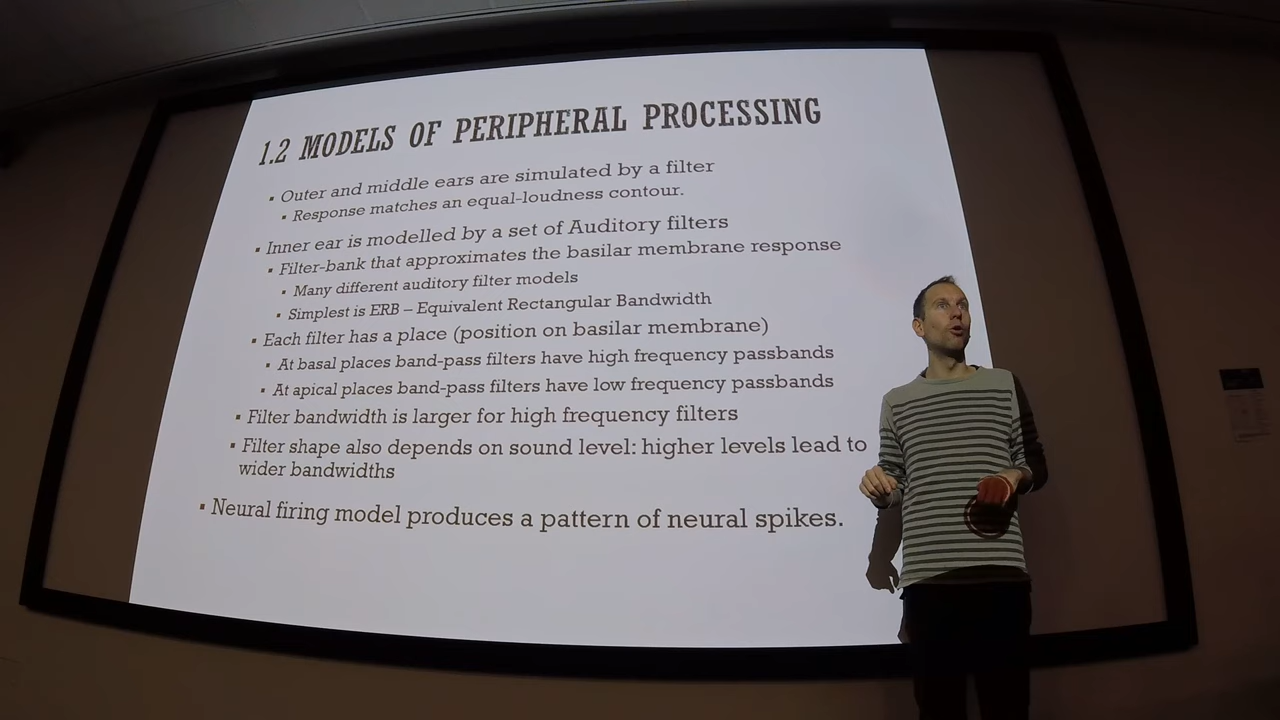 1.2 MODELS OF PERIPHERAL PROCESSING
▪ Outer and middle ears are simulated by a filter
▪ Response matches an equal-loudness contour.
▪ Inner ear is modelled by a set of Auditory filters
▪ Filter-bank that approximates the basilar membrane response
▪ Many different auditory filter models
▪ Simplest is ERB – Equivalent Rectangular Bandwidth
▪ Each filter has a place (position on basilar membrane)
▪ At basal places band-pass filters have high frequency passbands
▪ At apical places band-pass filters have low frequency passbands
▪ Filter bandwidth is larger for high frequency filters
▪ Filter shape also depends on sound level: higher levels lead to
wider bandwidths
▪ Neural firing model produces a pattern of neural spikes.